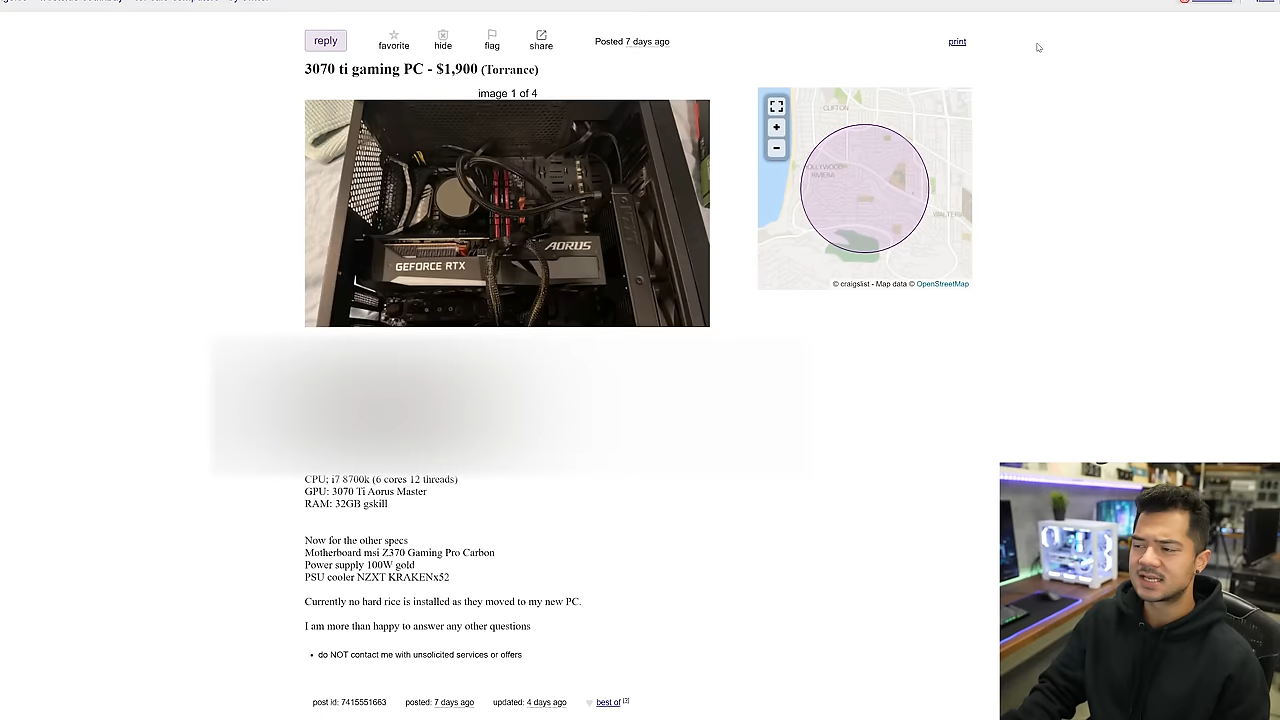 reply
favorite
hide
flag
share
Posted 7 days ago
print
3070 ti gaming PC - $1,900 (Torrance)
image 1 of 4
AORUS
GEFORCE RTX
CLIFTON
RIVIERA
+
-
© craigslist - Map data © OpenStreetMap
CPU; i7 8700k (6 cores 12 threads)
GPU: 3070 Ti Aorus Master
RAM: 32GB gskill
Now for the other specs
Motherboard msi Z370 Gaming Pro Carbon
Power supply 100W gold
PSU cooler NZXT KRAKENx52
Currently no hard rice is installed as they moved to my new PC.
I am more than happy to answer any other questions
• do NOT contact me with unsolicited services or offers
post id: 7415551663
posted: 7 days ago
updated: 4 days ago
best of [?]